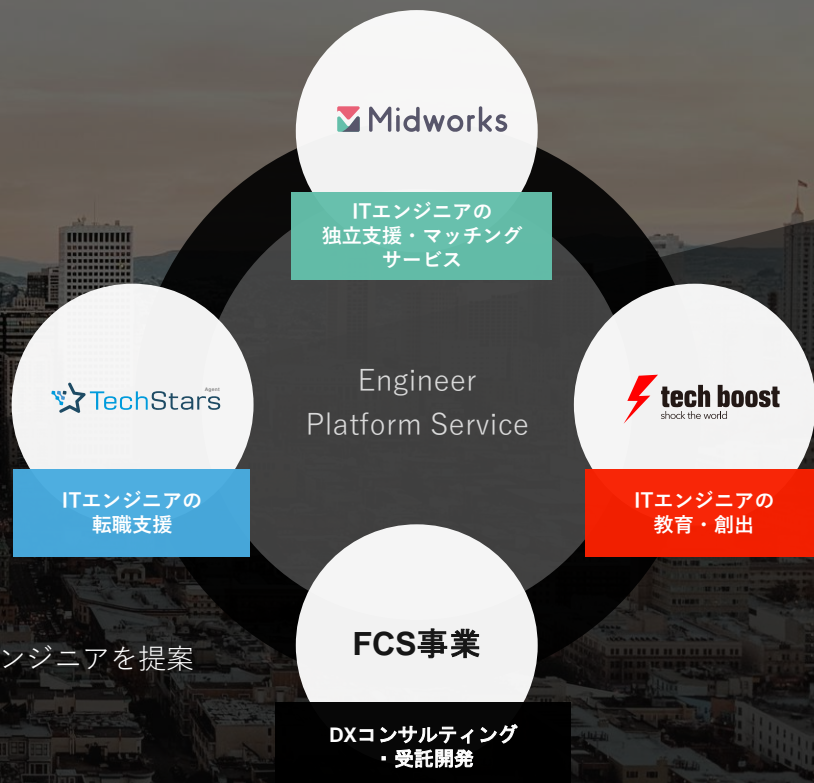 Midworks
ITエンジニアの
独立支援・マッチング
サービス
Agent
TechStars
ITエンジニアの
転職支援
Engineer
Platform Service
tech boost
shock the world
ITエンジニアの
教育・創出
ンジニアを提案
FCS事業
DXコンサルティング
・受託開発